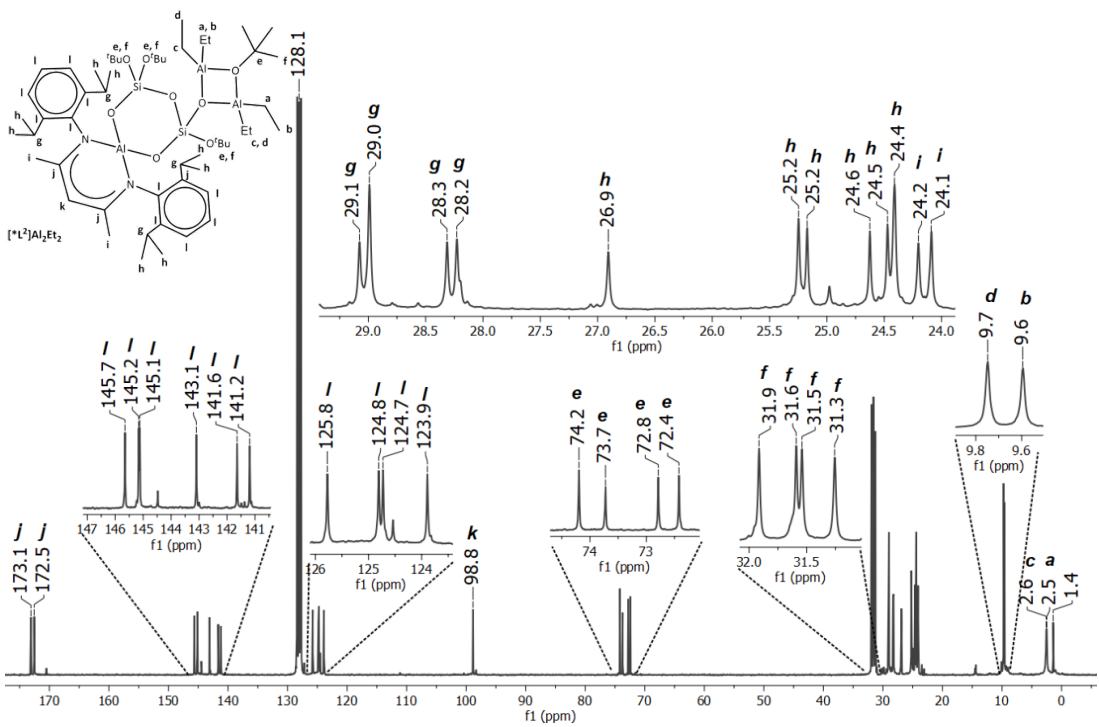 d
a, b
Et
e, f
e, f
c
ᵗBuO
OᵗBu
e
f
h
h
Al
O
l
l
Si
O
O
Al
a
l
l
g
h
h
l
O
Si
Et
b
h
l
N
Al
O
OᵗBu
c, d
g
e, f
i
j
N
g
h
h
j
l
k
l
j
l
l
i
g
l
h
h
[*L²]Al₂Et₂
128.1
g
g
g
g
29.1
29.0
28.3
28.2
h
26.9
h
h
h
h
h
i
i
25.2
25.2
24.6
24.5
24.4
24.2
24.1
29.0
28.5
28.0
27.5
27.0
26.5
26.0
25.5
25.0
24.5
24.0
f1 (ppm)
l
l
l
l
l
l
145.7
145.2
145.1
143.1
141.6
141.2
147
146
145
144
143
142
141
f1 (ppm)
l
l
l
l
125.8
124.8
124.7
123.9
126
125
124
f1 (ppm)
e
e
e
e
74.2
73.7
72.8
72.4
74
73
f1 (ppm)
f
f
f
f
31.9
31.6
31.5
31.3
32.0
31.5
f1 (ppm)
d
b
9.7
9.6
9.8
9.6
f1 (ppm)
j
j
173.1
172.5
k
98.8
c
a
2.6
2.5
1.4
170
160
150
140
130
120
110
100
90
80
70
60
50
40
30
20
10
0
f1 (ppm)